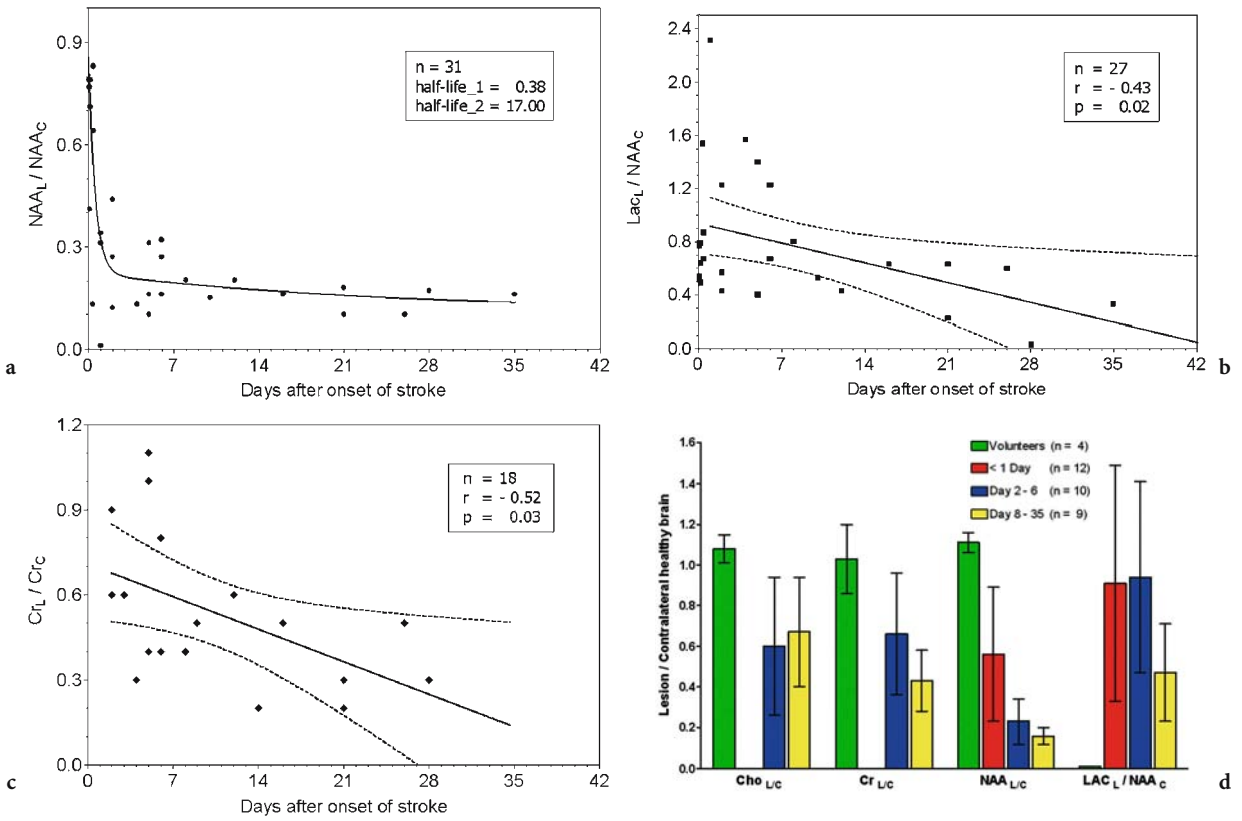 0.9
0.6
0.3
0.0
NAA_L / NAA_C
n = 31
half-life_1 = 0.38
half-life_2 = 17.00
0 7 14 21 28 35 42
Days after onset of stroke
a
2.4
2.0
1.6
1.2
0.8
0.4
0.0
Lac_L / NAA_C
n = 27
r = - 0.43
p = 0.02
0 7 14 21 28 35 42
Days after onset of stroke
b
1.2
0.9
0.6
0.3
0.0
Cr_L / Cr_C
n = 18
r = - 0.52
p = 0.03
0 7 14 21 28 35 42
Days after onset of stroke
c
1.6
1.4
1.2
1.0
0.8
0.6
0.4
0.2
0.0
Lesion / Contralateral healthy brain
Volunteers (n = 4)
< 1 Day (n = 12)
Day 2 - 6 (n = 10)
Day 8 - 35 (n = 9)
Cho L/C Cr L/C NAA L/C LAC L / NAA C
d